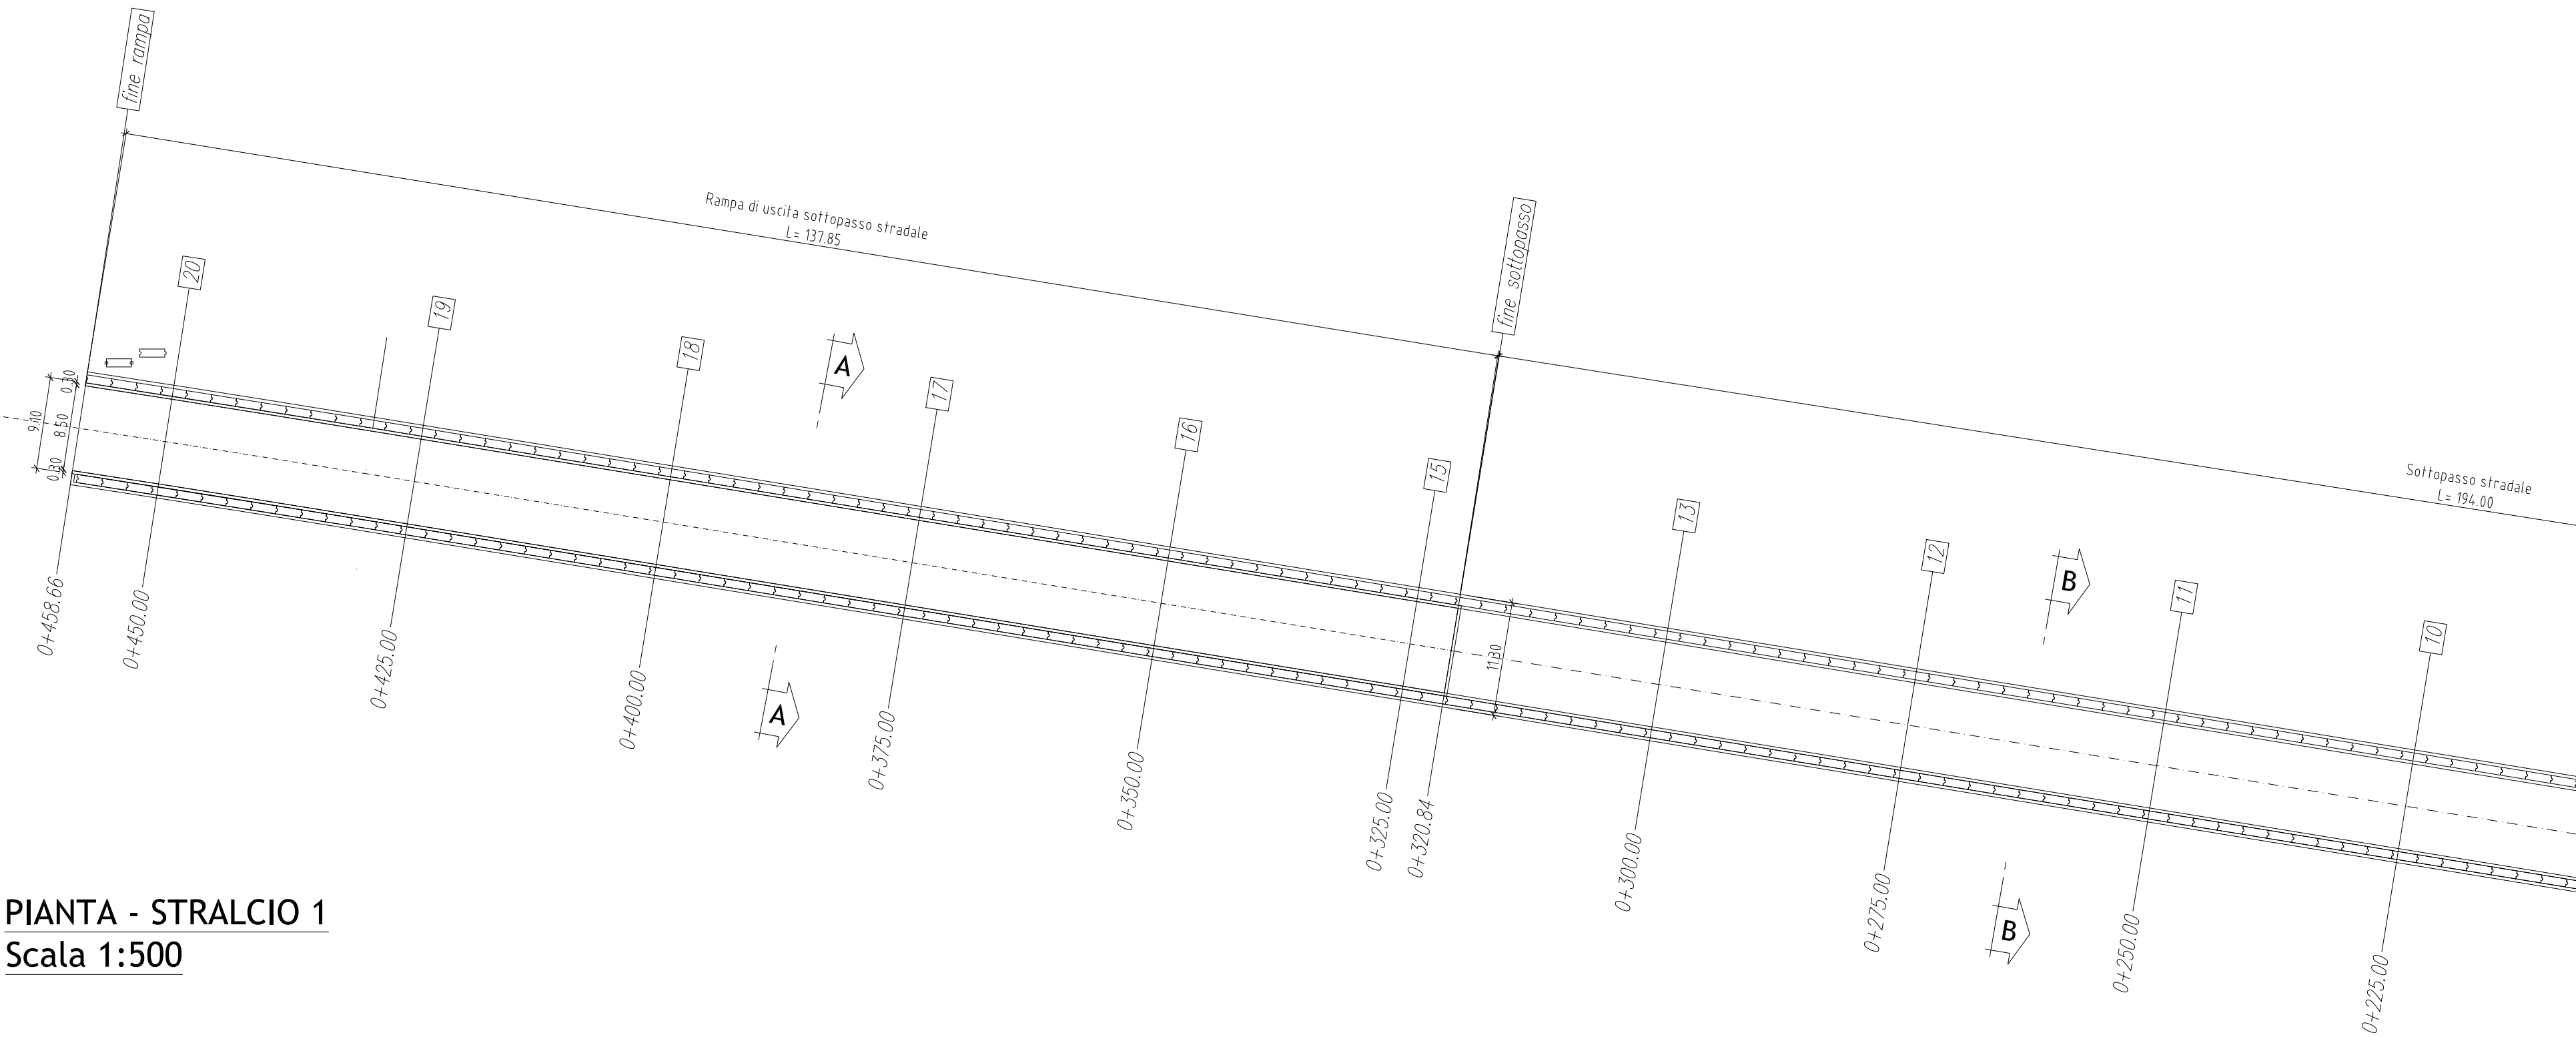 fine rampa
Rampa di uscita sottopasso stradale
L= 137.85
fine sottopasso
Sottopasso stradale
L= 194.00
20
19
18
17
16
15
13
12
11
10
A
B
0.30
9.10
8.50
0.30
11.30
A
B
0+458.66
0+450.00
0+425.00
0+400.00
0+375.00
0+350.00
0+325.00
0+320.84
0+300.00
0+275.00
0+250.00
0+225.00
PIANTA - STRALCIO 1
Scala 1:500